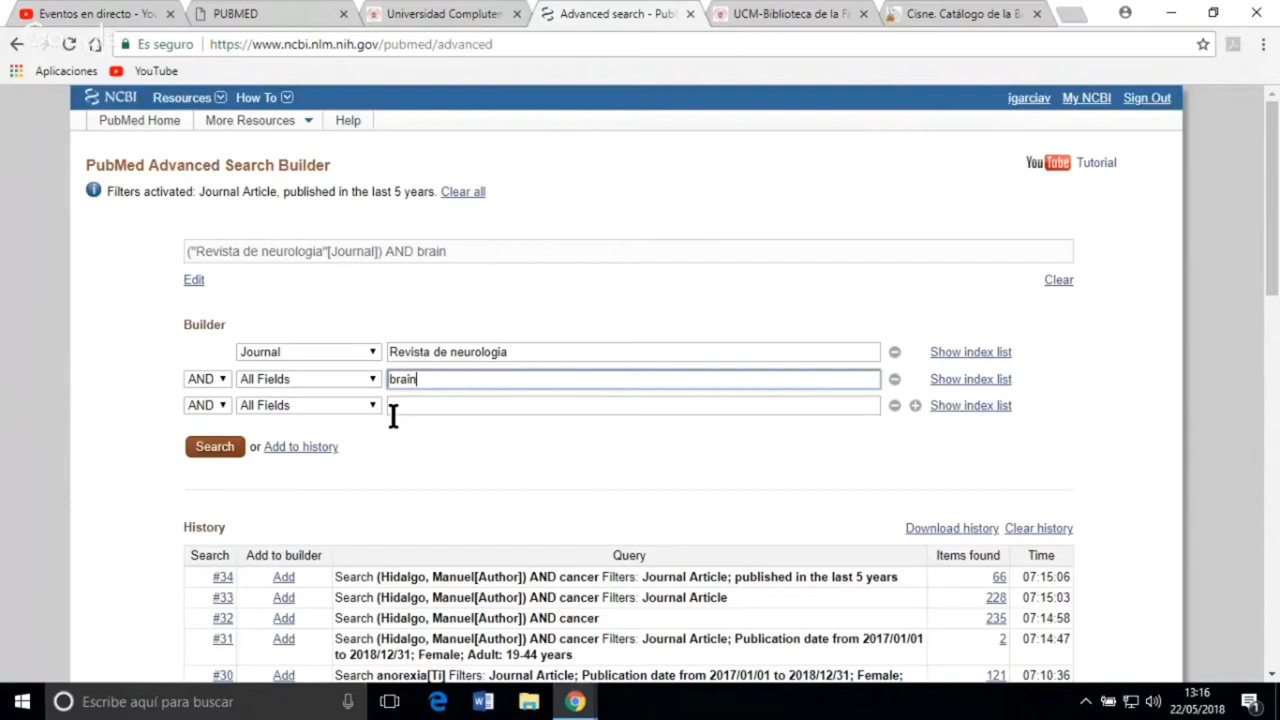 Eventos en directo - You
PUBMED
Universidad Complutens
Advanced search - Pub
UCM-Biblioteca de la Fa
Cisne. Catálogo de la B
Es seguro
https://www.ncbi.nlm.nih.gov/pubmed/advanced
Aplicaciones
YouTube
NCBI Resources How To
igarciav My NCBI Sign Out
PubMed Home More Resources Help
PubMed Advanced Search Builder
YouTube Tutorial
Filters activated: Journal Article, published in the last 5 years. Clear all
("Revista de neurologia"[Journal]) AND brain
Edit Clear
Builder
Journal Revista de neurologia Show index list
AND All Fields brain Show index list
AND All Fields Show index list
Search or Add to history
History Download history Clear history
Search Add to builder Query Items found Time
#34 Add Search (Hidalgo, Manuel[Author]) AND cancer Filters: Journal Article; published in the last 5 years 66 07:15:06
#33 Add Search (Hidalgo, Manuel[Author]) AND cancer Filters: Journal Article 228 07:15:03
#32 Add Search (Hidalgo, Manuel[Author]) AND cancer 235 07:14:58
#31 Add Search (Hidalgo, Manuel[Author]) AND cancer Filters: Journal Article; Publication date from 2017/01/01 2 07:14:47
to 2018/12/31; Female; Adult: 19-44 years
#30 Add Search anorexia[Ti] Filters: Journal Article; Publication date from 2017/01/01 to 2018/12/31; Female; 121 07:10:36
Escribe aquí para buscar
13:16
22/05/2018